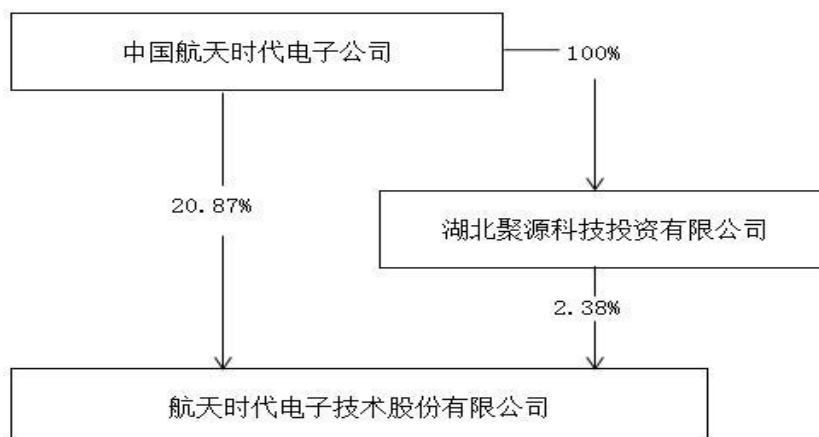 中国航天时代电子公司
100%
20.87%
湖北聚源科技投资有限公司
2.38%
航天时代电子技术股份有限公司